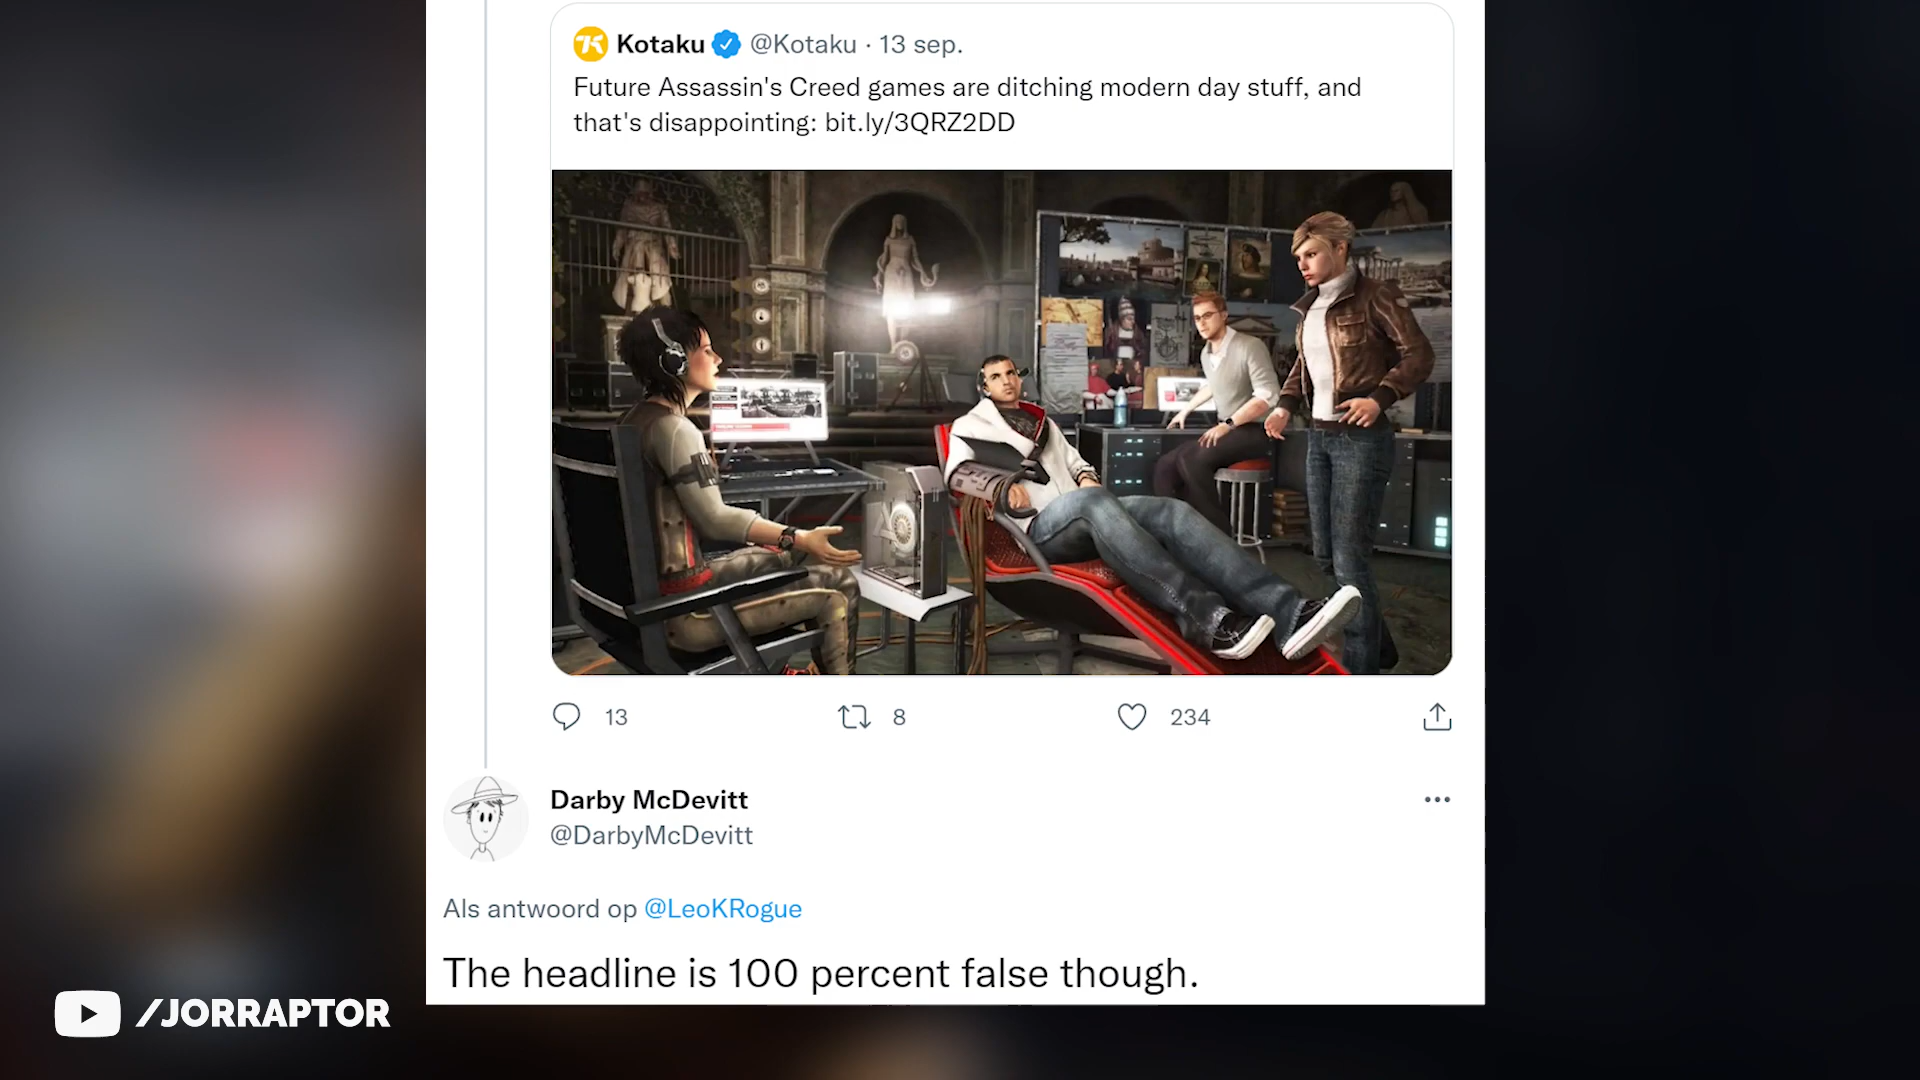 Kotaku @Kotaku · 13 sep.
Future Assassin's Creed games are ditching modern day stuff, and
that's disappointing: bit.ly/3QRZ2DD
13 8 234
Darby McDevitt
@DarbyMcDevitt
Als antwoord op @LeoKRogue
The headline is 100 percent false though.
/JORRAPTOR